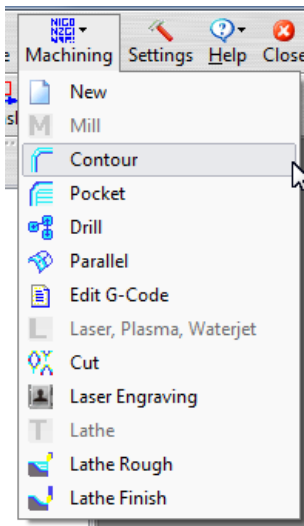 Machining Settings Help Close
New
Mill
Contour
Pocket
Drill
Parallel
Edit G-Code
Laser, Plasma, Waterjet
Cut
Laser Engraving
Lathe
Lathe Rough
Lathe Finish